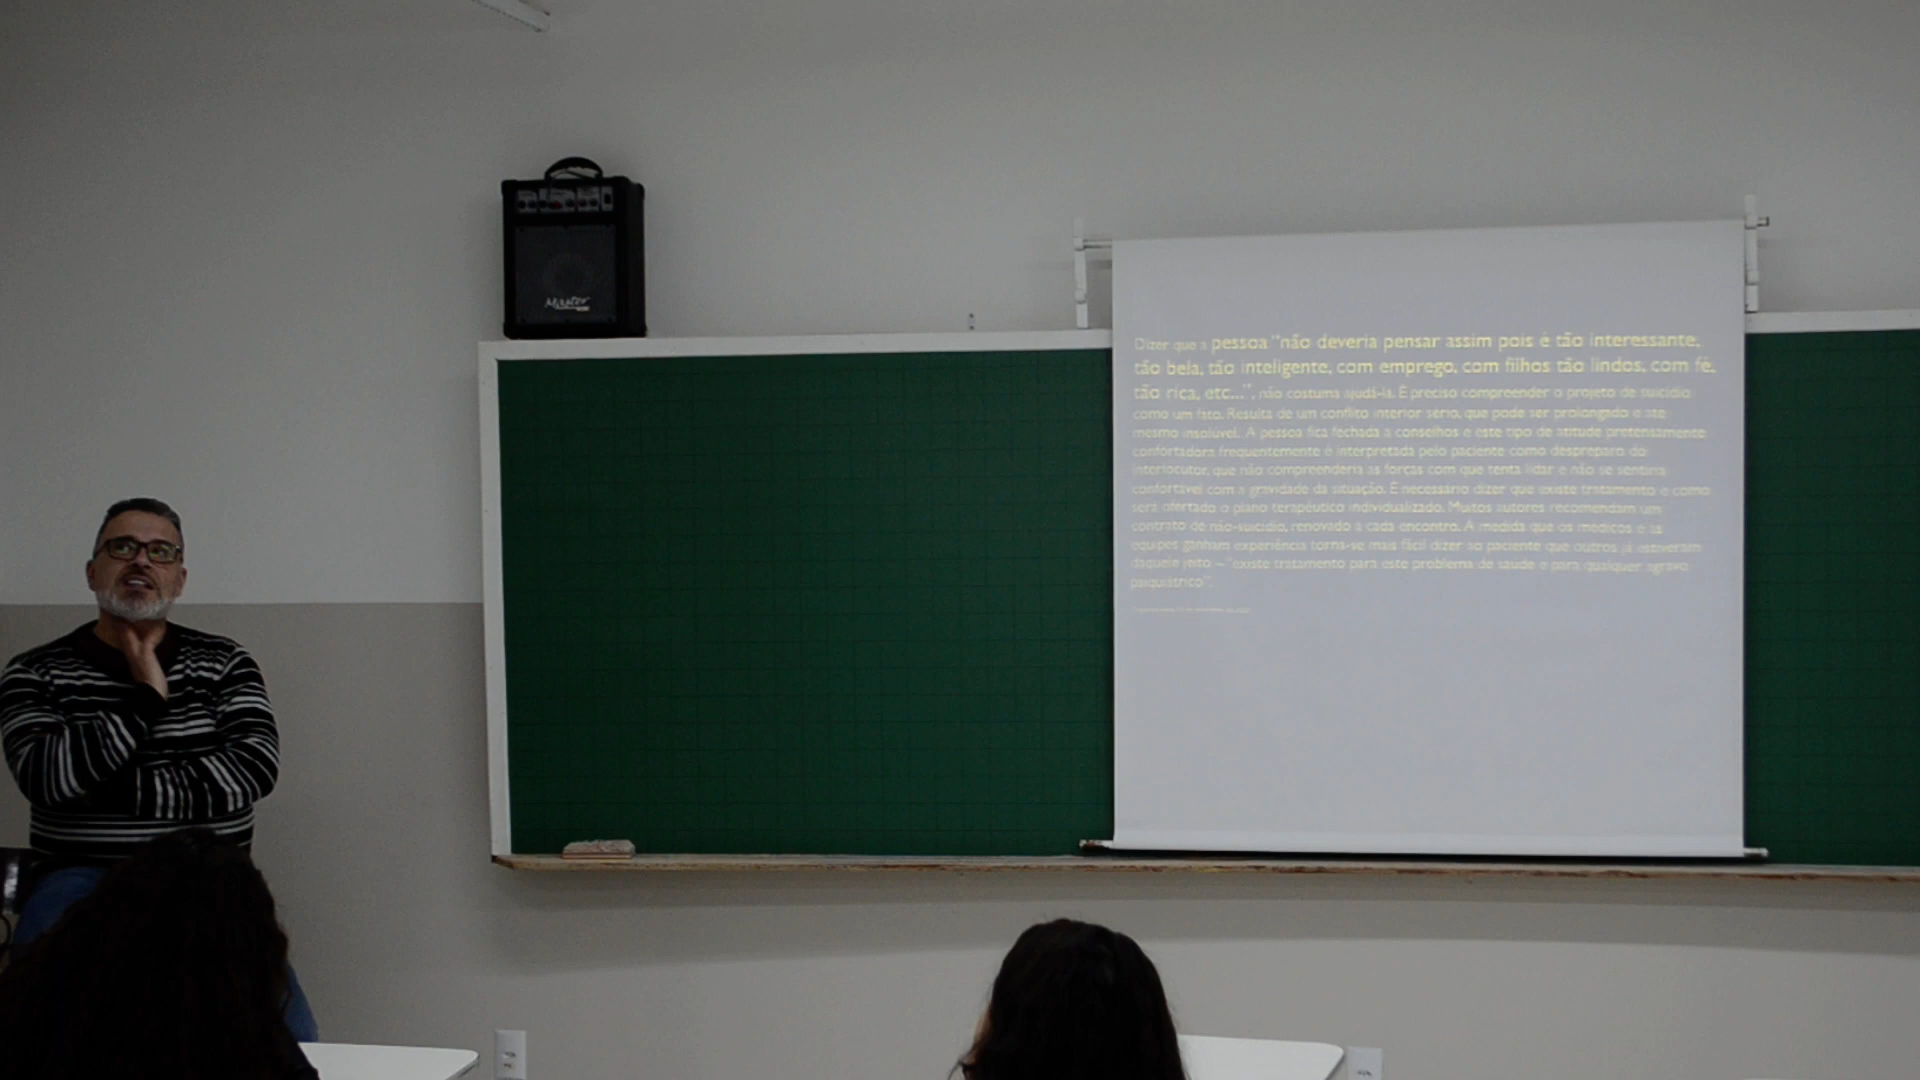 Master
Dizer que a pessoa "não deveria pensar assim pois é tão interessante,
tão bela, tão inteligente, com emprego, com filhos tão lindos, com fé,
tão rica, etc...", não costuma ajudá-la. É preciso compreender o projeto de suicídio
como um fato. Resulta de um conflito interior sério, que pode ser prolongado e até
mesmo insolúvel. A pessoa fica fechada a conselhos e este tipo de atitude pretensamente
confortadora frequentemente é interpretada pelo paciente como despreparo do
interlocutor, que não compreenderia as forças com que tenta lidar e não se sentiria
confortável com a gravidade da situação. É necessário dizer que existe tratamento e como
será ofertado o plano terapêutico individualizado. Muitos autores recomendam um
contrato de não-suicídio, renovado a cada encontro. A medida que os médicos e as
equipes ganham experiência torna-se mais fácil dizer ao paciente que outros já estiveram
daquele jeito – "existe tratamento para este problema de saúde e para qualquer agravo
psiquiátrico".